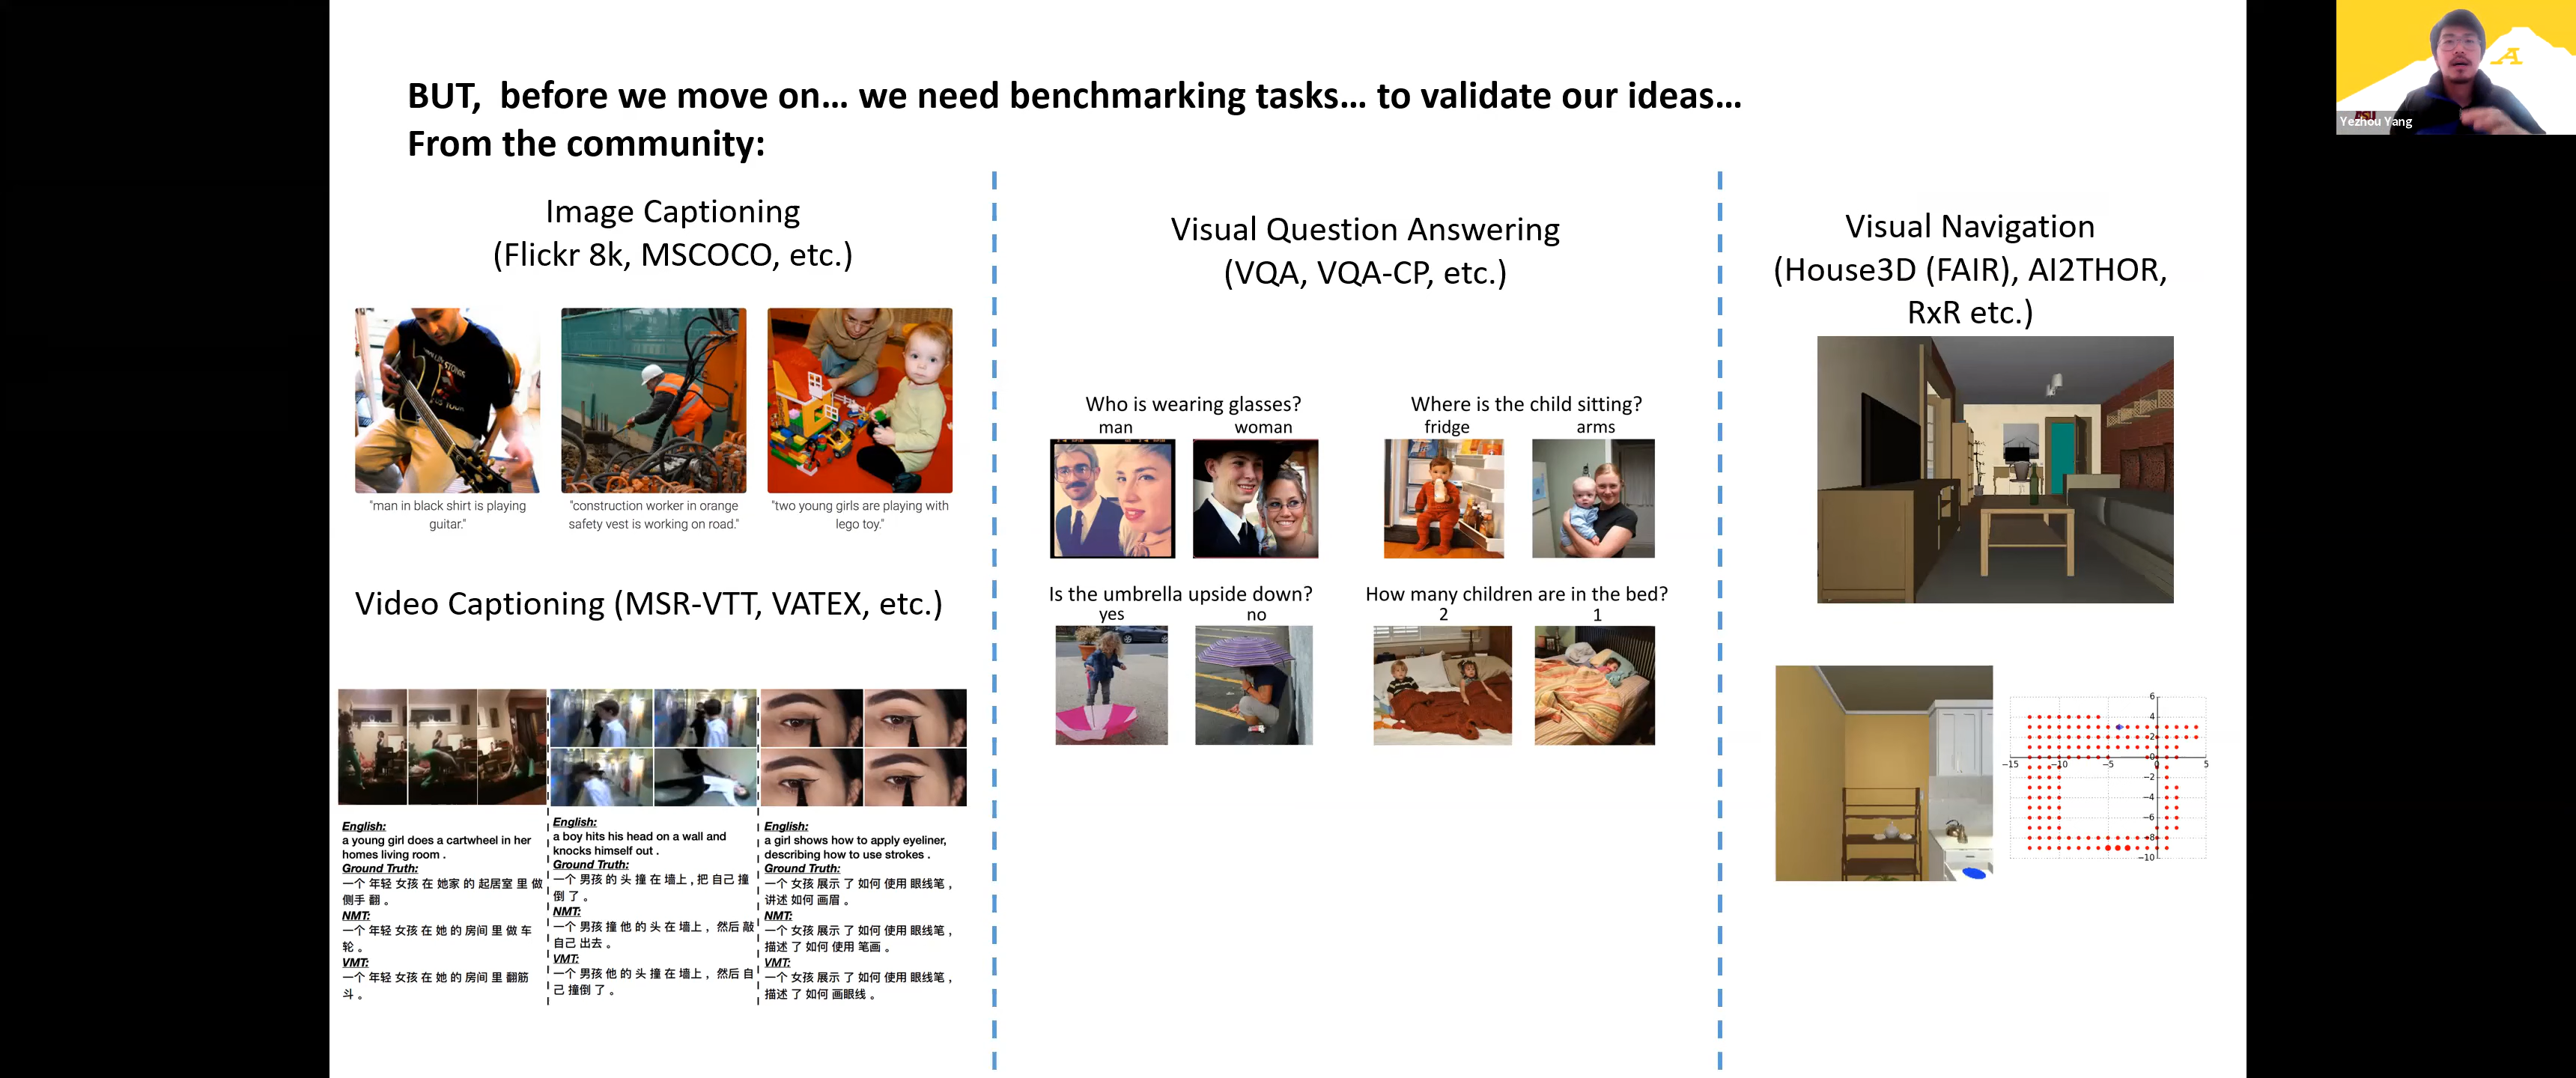 BUT, before we move on... we need benchmarking tasks... to validate our ideas...
From the community:
Image Captioning
(Flickr 8k, MSCOCO, etc.)
"man in black shirt is playing
guitar."
"construction worker in orange
safety vest is working on road."
"two young girls are playing with
lego toy."
Video Captioning (MSR-VTT, VATEX, etc.)
English:
a young girl does a cartwheel in her
homes living room .
Ground Truth:
一个 年轻 女孩 在 她家 的 起居室 里 做
侧手 翻 。
NMT:
一个 年轻 女孩 在 她 的 房间 里 做 车
轮 。
VMT:
一个 年轻 女孩 在 她 的 房间 里 翻筋
斗 。
English:
a boy hits his head on a wall and
knocks himself out .
Ground Truth:
一个 男孩 的 头 撞 在 墙上 , 把 自己 撞
倒 了 。
NMT:
一个 男孩 撞 他 的 头 在 墙上 ， 然后 敲
自己 出去 。
VMT:
一个 男孩 他 的 头 撞 在 墙上 ， 然后 自
己 撞倒 了 。
English:
a girl shows how to apply eyeliner,
describing how to use strokes .
Ground Truth:
一个 女孩 展示 了 如何 使用 眼线笔 ，
讲述 如何 画眉 。
NMT:
一个 女孩 展示 了 如何 使用 眼线笔 ，
描述 了 如何 使用 笔画 。
VMT:
一个 女孩 展示 了 如何 使用 眼线笔 ，
描述 了 如何 画眼线 。
Visual Question Answering
(VQA, VQA-CP, etc.)
Who is wearing glasses?
man woman
Where is the child sitting?
fridge arms
Is the umbrella upside down?
yes no
How many children are in the bed?
2 1
Visual Navigation
(House3D (FAIR), AI2THOR,
RxR etc.)
6
4
2
0
−15 −10 −5 0 5
−2
−4
−6
−8
−10
A
Yezhou Yang